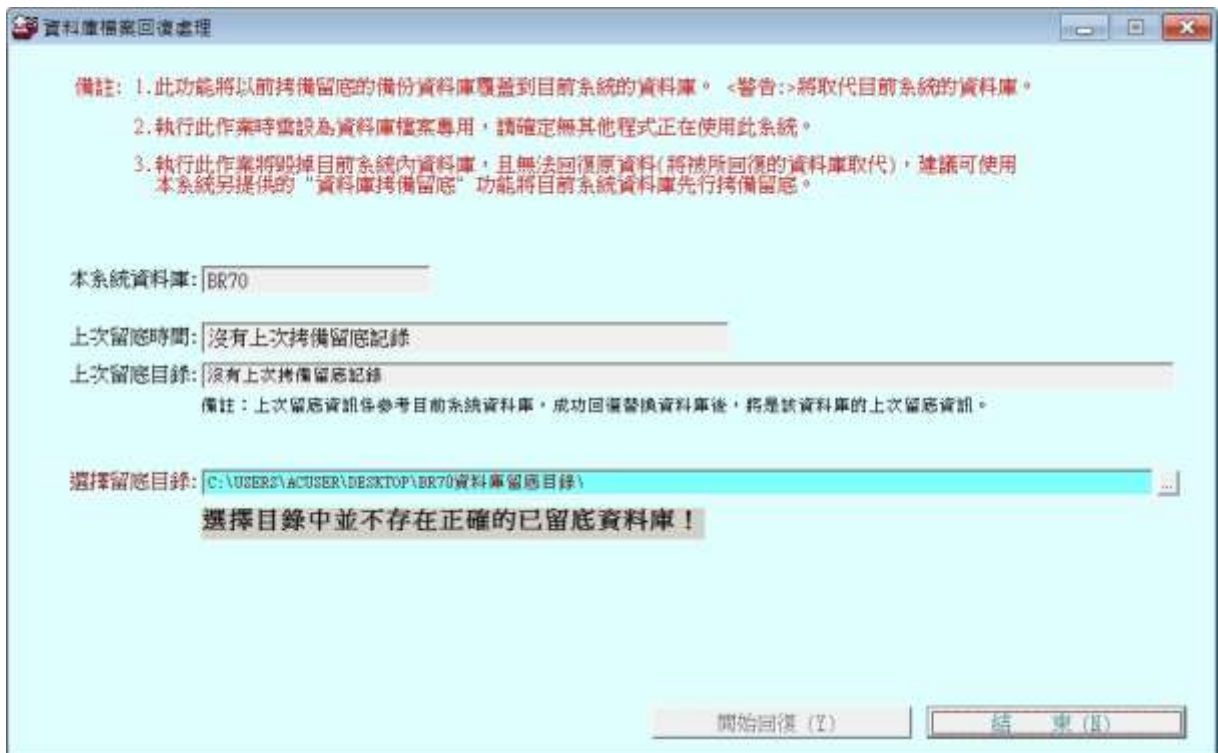 資料庫檔案回復處理
備註: 1.此功能將以前拷備留底的備份資料庫覆蓋到目前系統的資料庫。 <警告:>將取代目前系統的資料庫。
2.執行此作業時需設為資料庫檔案專用，請確定無其他程式正在使用此系統。
3.執行此作業將毀掉目前系統內資料庫，且無法回復原資料(將被所回復的資料庫取代)，建議可使用
本系統另提供的"資料庫拷備留底"功能將目前系統資料庫先行拷備留底。
本系統資料庫: BR70
上次留底時間: 沒有上次拷備留底記錄
上次留底目錄: 沒有上次拷備留底記錄
備註：上次留底資訊係參考目前系統資料庫，成功回復替換資料庫後，將是該資料庫的上次留底資訊。
選擇留底目錄: C:\USERS\ACUSER\DESKTOP\BR70資料庫留底目錄\ ...
選擇目錄中並不存在正確的已留底資料庫！
開始回復 (Y) 結 束 (N)